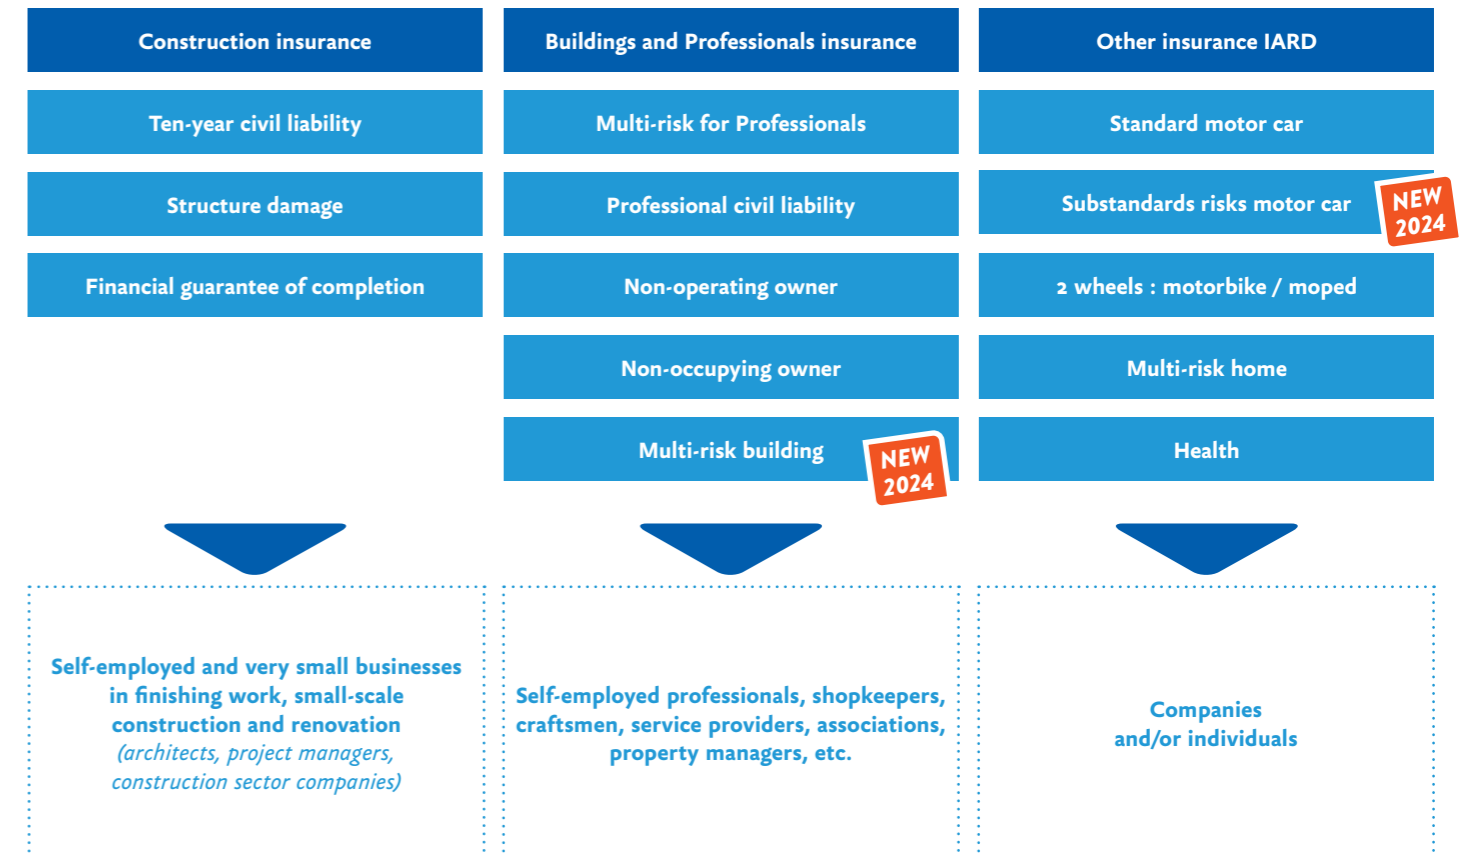 Construction insurance
Ten-year civil liability
Structure damage
Financial guarantee of completion
Self-employed and very small businesses
in finishing work, small-scale
construction and renovation
(architects, project managers,
construction sector companies)
Buildings and Professionals insurance
Multi-risk for Professionals
Professional civil liability
Non-operating owner
Non-occupying owner
Multi-risk building
NEW
2024
Self-employed professionals, shopkeepers,
craftsmen, service providers, associations,
property managers, etc.
Other insurance IARD
Standard motor car
Substandards risks motor car
NEW
2024
2 wheels : motorbike / moped
Multi-risk home
Health
Companies
and/or individuals